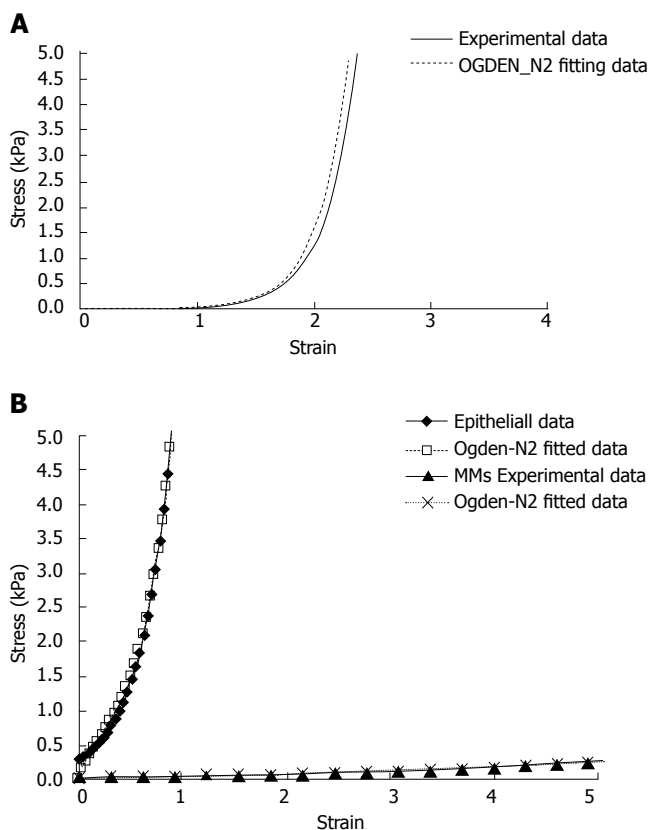 A
Experimental data
OGDEN_N2 fitting data
Stress (kPa)
5.0
4.5
4.0
3.5
3.0
2.5
2.0
1.5
1.0
0.5
0.0
0 1 2 3 4
Strain
B
Epitheliall data
Ogden-N2 fitted data
MMs Experimental data
Ogden-N2 fitted data
Stress (kPa)
5.0
4.5
4.0
3.5
3.0
2.5
2.0
1.5
1.0
0.5
0.0
0 1 2 3 4 5
Strain